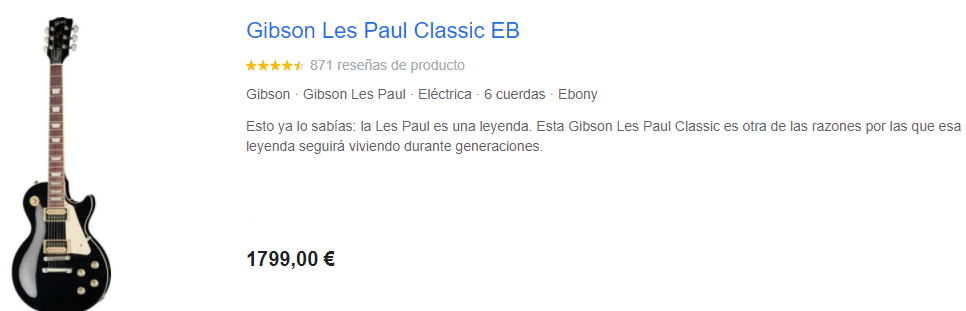 Gibson Les Paul Classic EB
871 reseñas de producto
Gibson · Gibson Les Paul · Eléctrica · 6 cuerdas · Ebony
Esto ya lo sabías: la Les Paul es una leyenda. Esta Gibson Les Paul Classic es otra de las razones por las que esa
leyenda seguirá viviendo durante generaciones.
1799,00 €